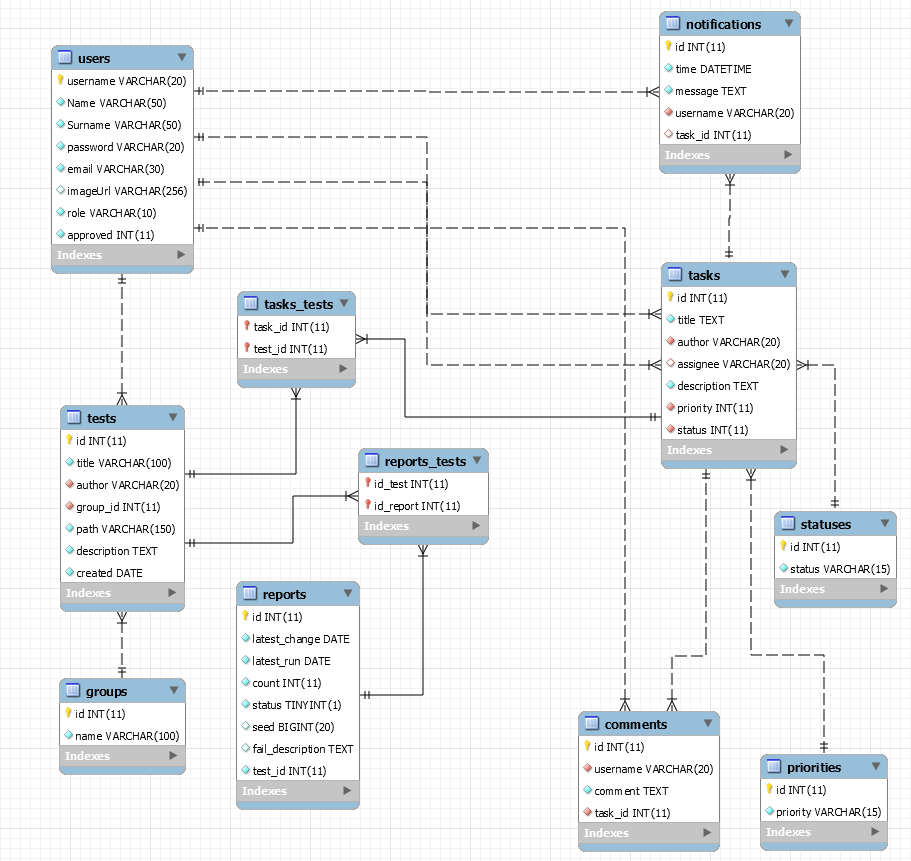 users
username VARCHAR(20)
Name VARCHAR(50)
Surname VARCHAR(50)
password VARCHAR(20)
email VARCHAR(30)
imageUrl VARCHAR(256)
role VARCHAR(10)
approved INT(11)
Indexes
notifications
id INT(11)
time DATETIME
message TEXT
username VARCHAR(20)
task_id INT(11)
Indexes
tasks_tests
task_id INT(11)
test_id INT(11)
Indexes
tasks
id INT(11)
title TEXT
author VARCHAR(20)
assignee VARCHAR(20)
description TEXT
priority INT(11)
status INT(11)
Indexes
tests
id INT(11)
title VARCHAR(100)
author VARCHAR(20)
group_id INT(11)
path VARCHAR(150)
description TEXT
created DATE
Indexes
reports_tests
id_test INT(11)
id_report INT(11)
Indexes
statuses
id INT(11)
status VARCHAR(15)
Indexes
reports
id INT(11)
latest_change DATE
latest_run DATE
count INT(11)
status TINYINT(1)
seed BIGINT(20)
fail_description TEXT
test_id INT(11)
Indexes
groups
id INT(11)
name VARCHAR(100)
Indexes
comments
id INT(11)
username VARCHAR(20)
comment TEXT
task_id INT(11)
Indexes
priorities
id INT(11)
priority VARCHAR(15)
Indexes